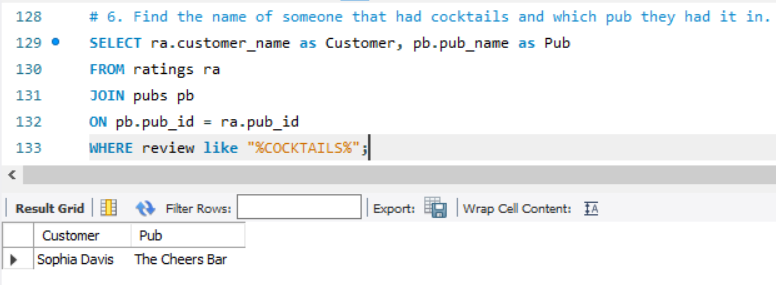 128 # 6. Find the name of someone that had cocktails and which pub they had it in.
129 SELECT ra.customer_name as Customer, pb.pub_name as Pub
130 FROM ratings ra
131 JOIN pubs pb
132 ON pb.pub_id = ra.pub_id
133 WHERE review like "%COCKTAILS%";
Result Grid Filter Rows: Export: Wrap Cell Content: IA
Customer Pub
Sophia Davis The Cheers Bar